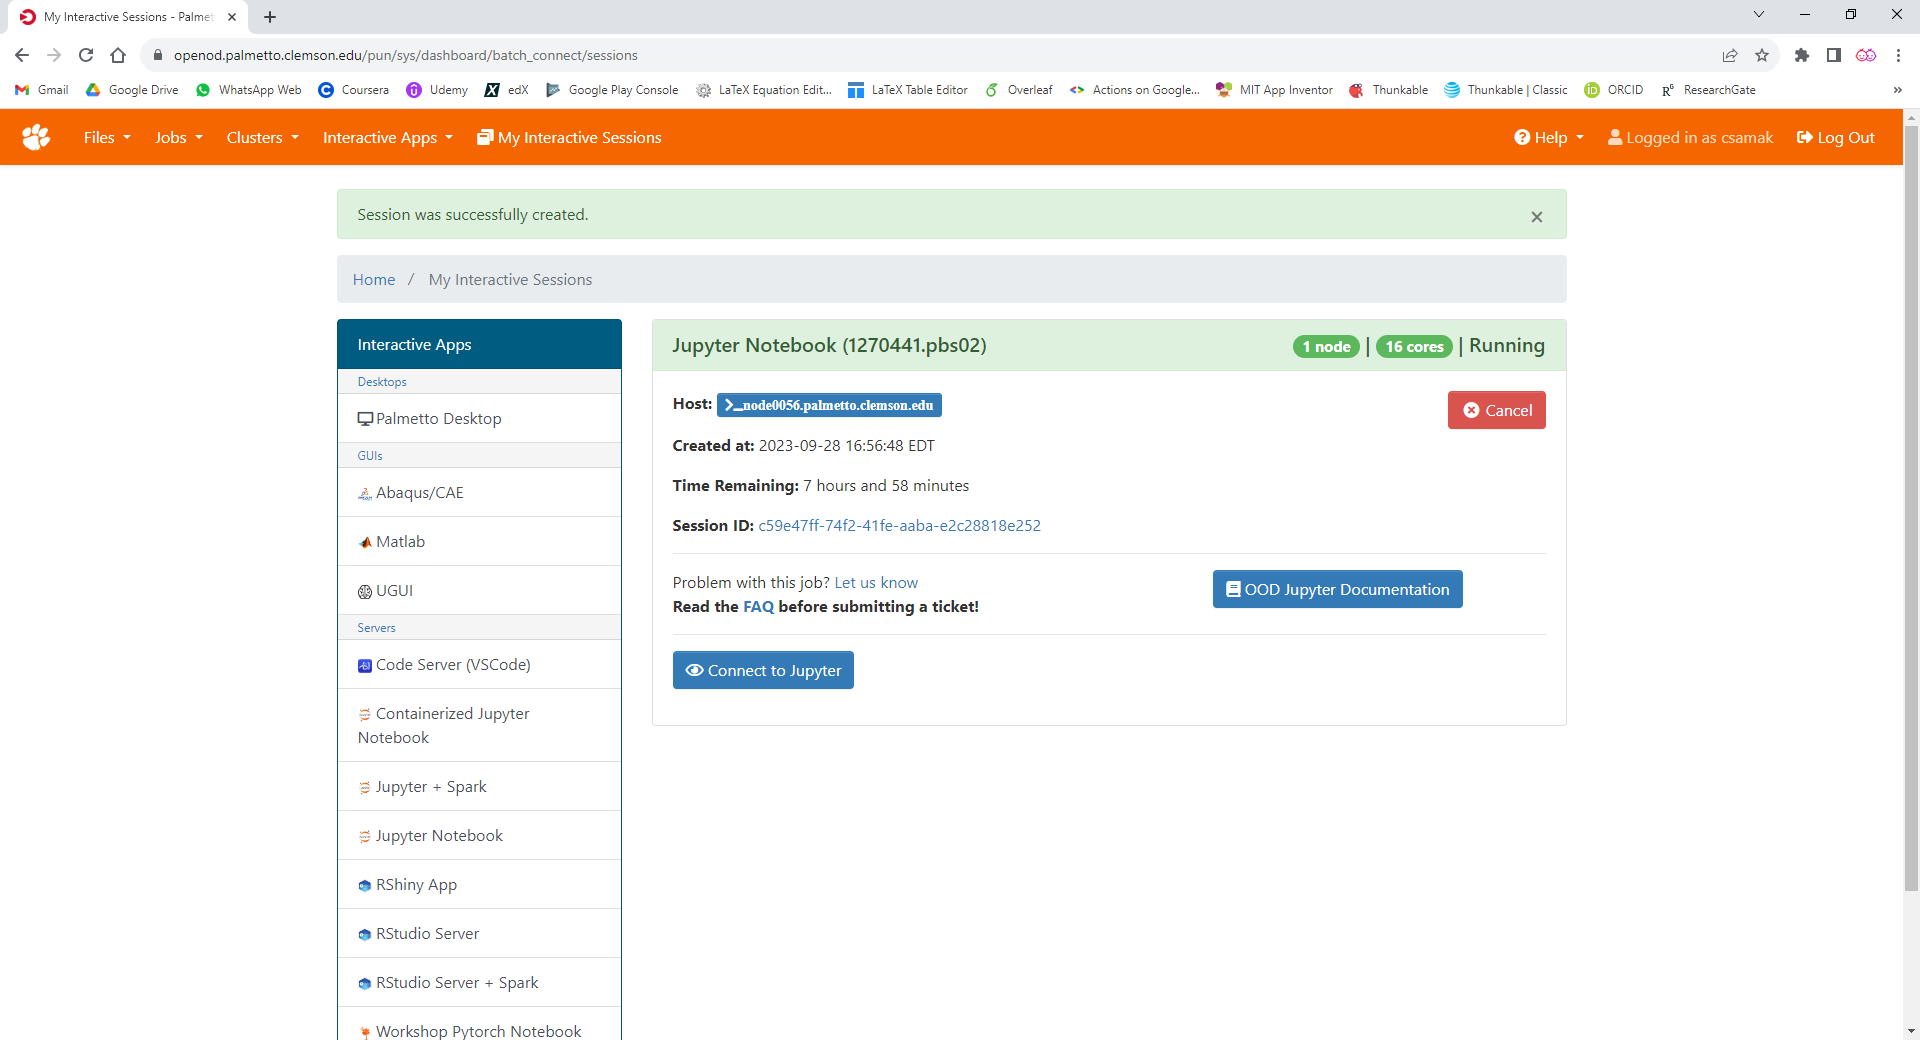 My Interactive Sessions - Palmet
openod.palmetto.clemson.edu/pun/sys/dashboard/batch_connect/sessions
Gmail Google Drive WhatsApp Web Coursera Udemy edX Google Play Console LaTeX Equation Edit... LaTeX Table Editor Overleaf Actions on Google... MIT App Inventor Thunkable Thunkable | Classic ORCID ResearchGate »
Files Jobs Clusters Interactive Apps My Interactive Sessions Help Logged in as csamak Log Out
Session was successfully created. ×
Home / My Interactive Sessions
Interactive Apps
Desktops
Palmetto Desktop
GUIs
Abaqus/CAE
Matlab
UGUI
Servers
Code Server (VSCode)
Containerized Jupyter
Notebook
Jupyter + Spark
Jupyter Notebook
RShiny App
RStudio Server
RStudio Server + Spark
Workshop Pytorch Notebook
Jupyter Notebook (1270441.pbs02) 1 node | 16 cores | Running
Host: >_node0056.palmetto.clemson.edu Cancel
Created at: 2023-09-28 16:56:48 EDT
Time Remaining: 7 hours and 58 minutes
Session ID: c59e47ff-74f2-41fe-aaba-e2c28818e252
Problem with this job? Let us know
Read the FAQ before submitting a ticket!
OOD Jupyter Documentation
Connect to Jupyter